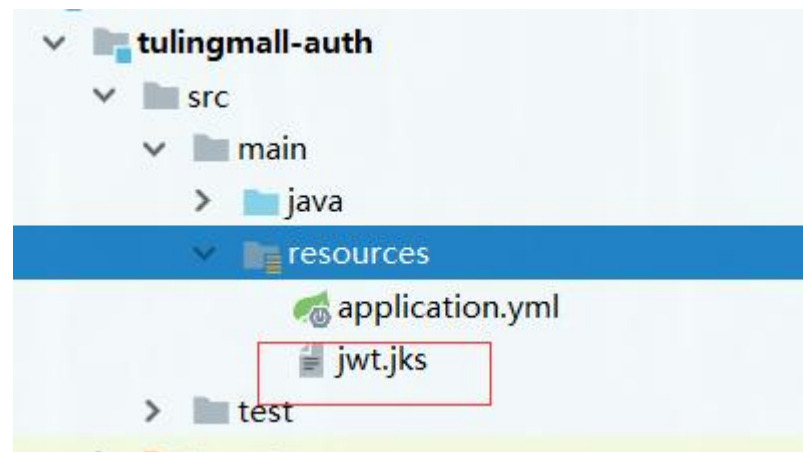 tulingmall-auth
src
main
java
resources
application.yml
jwt.jks
test